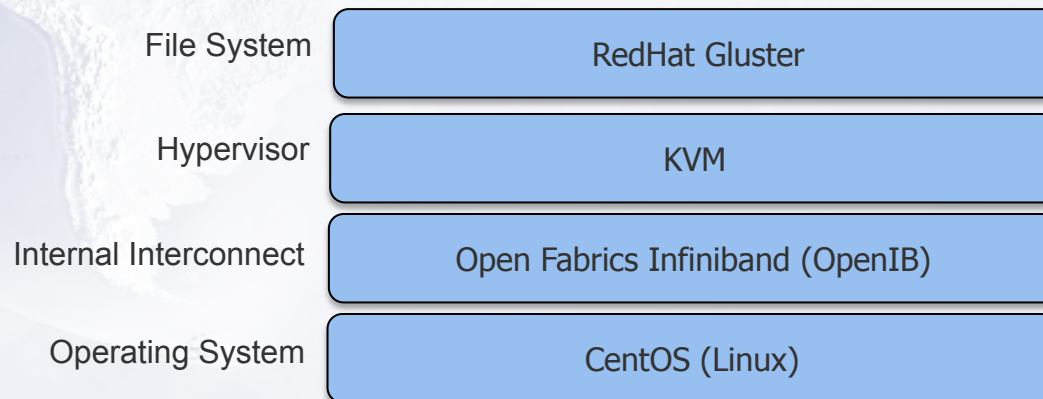 File System
RedHat Gluster
Hypervisor
KVM
Internal Interconnect
Open Fabrics Infiniband (OpenIB)
Operating System
CentOS (Linux)